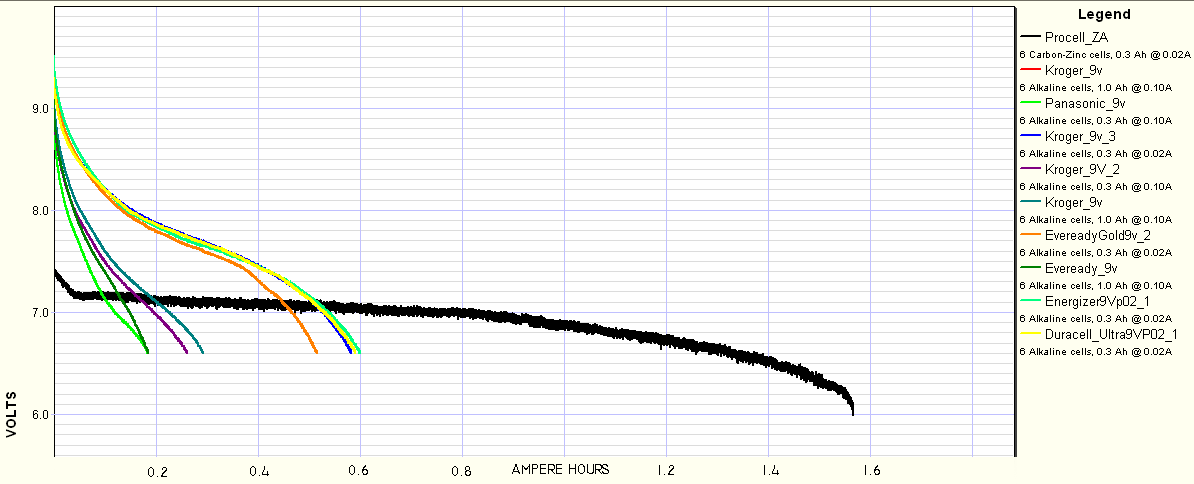 Legend
Procell_ZA
6 Carbon-Zinc cells, 0.3 Ah @ 0.02A
Kroger_9v
6 Alkaline cells, 1.0 Ah @ 0.10A
Panasonic_9v
6 Alkaline cells, 0.3 Ah @ 0.10A
Kroger_9v_3
6 Alkaline cells, 0.3 Ah @ 0.02A
Kroger_9V_2
6 Alkaline cells, 0.3 Ah @ 0.10A
Kroger_9v
6 Alkaline cells, 1.0 Ah @ 0.10A
EvereadyGold9v_2
6 Alkaline cells, 0.3 Ah @ 0.02A
Eveready_9v
6 Alkaline cells, 1.0 Ah @ 0.10A
Energizer9Vp02_1
6 Alkaline cells, 0.3 Ah @ 0.02A
Duracell_Ultra9VP02_1
6 Alkaline cells, 0.3 Ah @ 0.02A
9.0
8.0
7.0
6.0
VOLTS
0.2 0.4 0.6 0.8 AMPERE HOURS 1.2 1.4 1.6